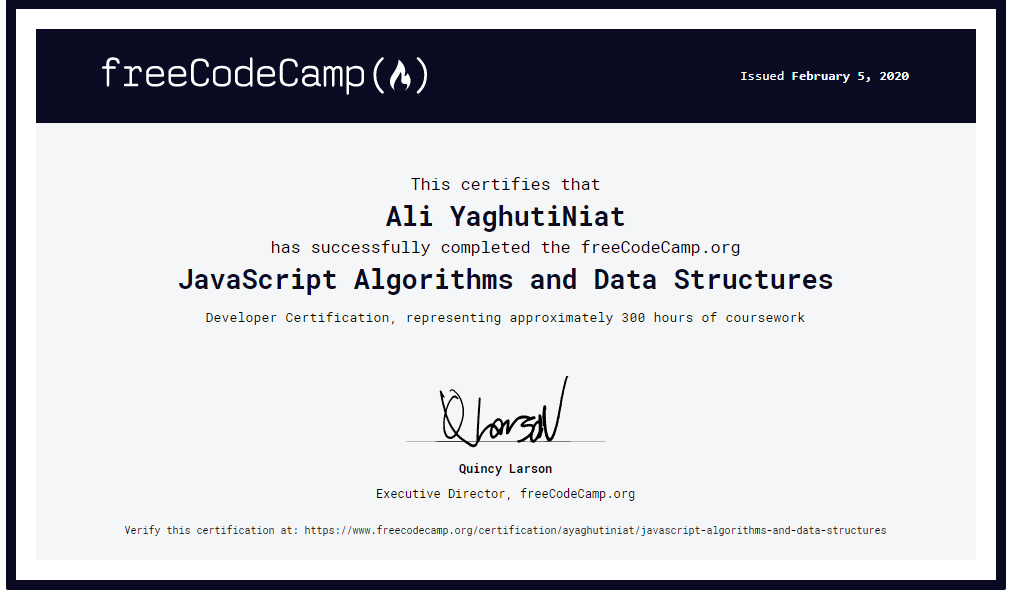 freeCodeCamp
Issued February 5, 2020
This certifies that
Ali YaghutiNiat
has successfully completed the freeCodeCamp.org
JavaScript Algorithms and Data Structures
Developer Certification, representing approximately 300 hours of coursework
Q Larson
Quincy Larson
Executive Director, freeCodeCamp.org
Verify this certification at: https://www.freecodecamp.org/certification/ayaghutiniat/javascript-algorithms-and-data-structures